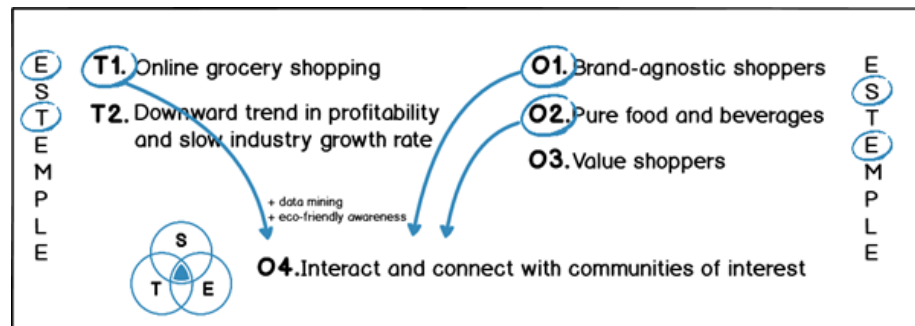 E
S
T
E
M
P
L
E
T1. Online grocery shopping
T2. Downward trend in profitability
and slow industry growth rate
O1. Brand-agnostic shoppers
O2. Pure food and beverages
O3. Value shoppers
E
S
T
E
M
P
L
E
+ data mining
+ eco-friendly awareness
S
T E
O4. Interact and connect with communities of interest